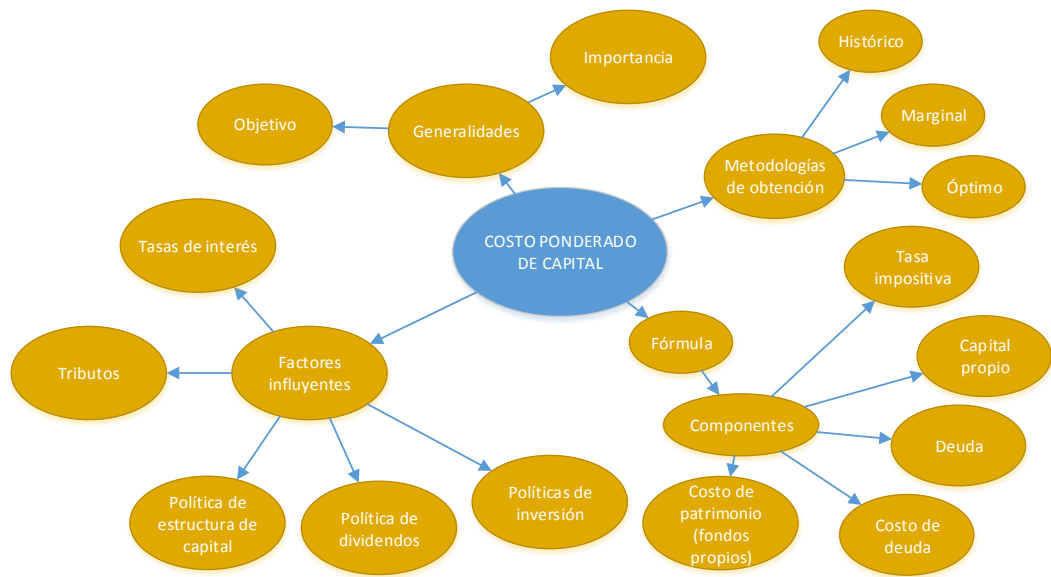 COSTO PONDERADO
DE CAPITAL
Generalidades
Objetivo
Importancia
Metodologías
de obtención
Histórico
Marginal
Óptimo
Fórmula
Componentes
Tasa
impositiva
Capital
propio
Deuda
Costo de
deuda
Costo de
patrimonio
(fondos
propios)
Factores
influyentes
Tasas de interés
Tributos
Política de
estructura de
capital
Política de
dividendos
Políticas de
inversión